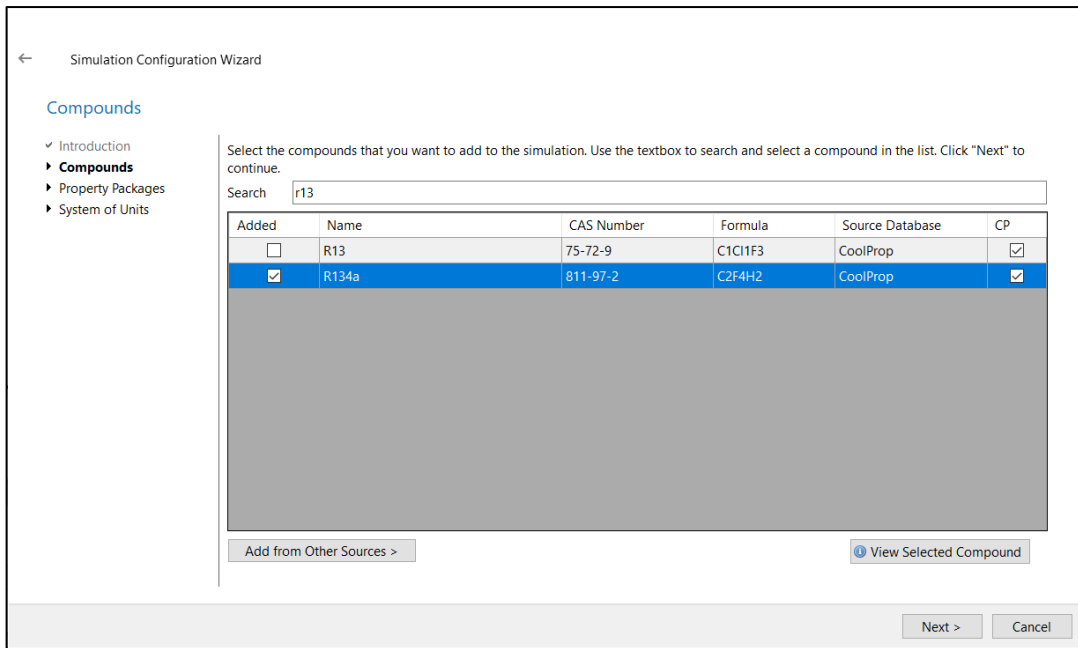 Simulation Configuration Wizard
Compounds
Introduction
Compounds
Property Packages
System of Units
Select the compounds that you want to add to the simulation. Use the textbox to search and select a compound in the list. Click "Next" to
continue.
Search r13
Added Name CAS Number Formula Source Database CP
R13 75-72-9 C1Cl1F3 CoolProp
R134a 811-97-2 C2F4H2 CoolProp
Add from Other Sources > View Selected Compound
Next > Cancel